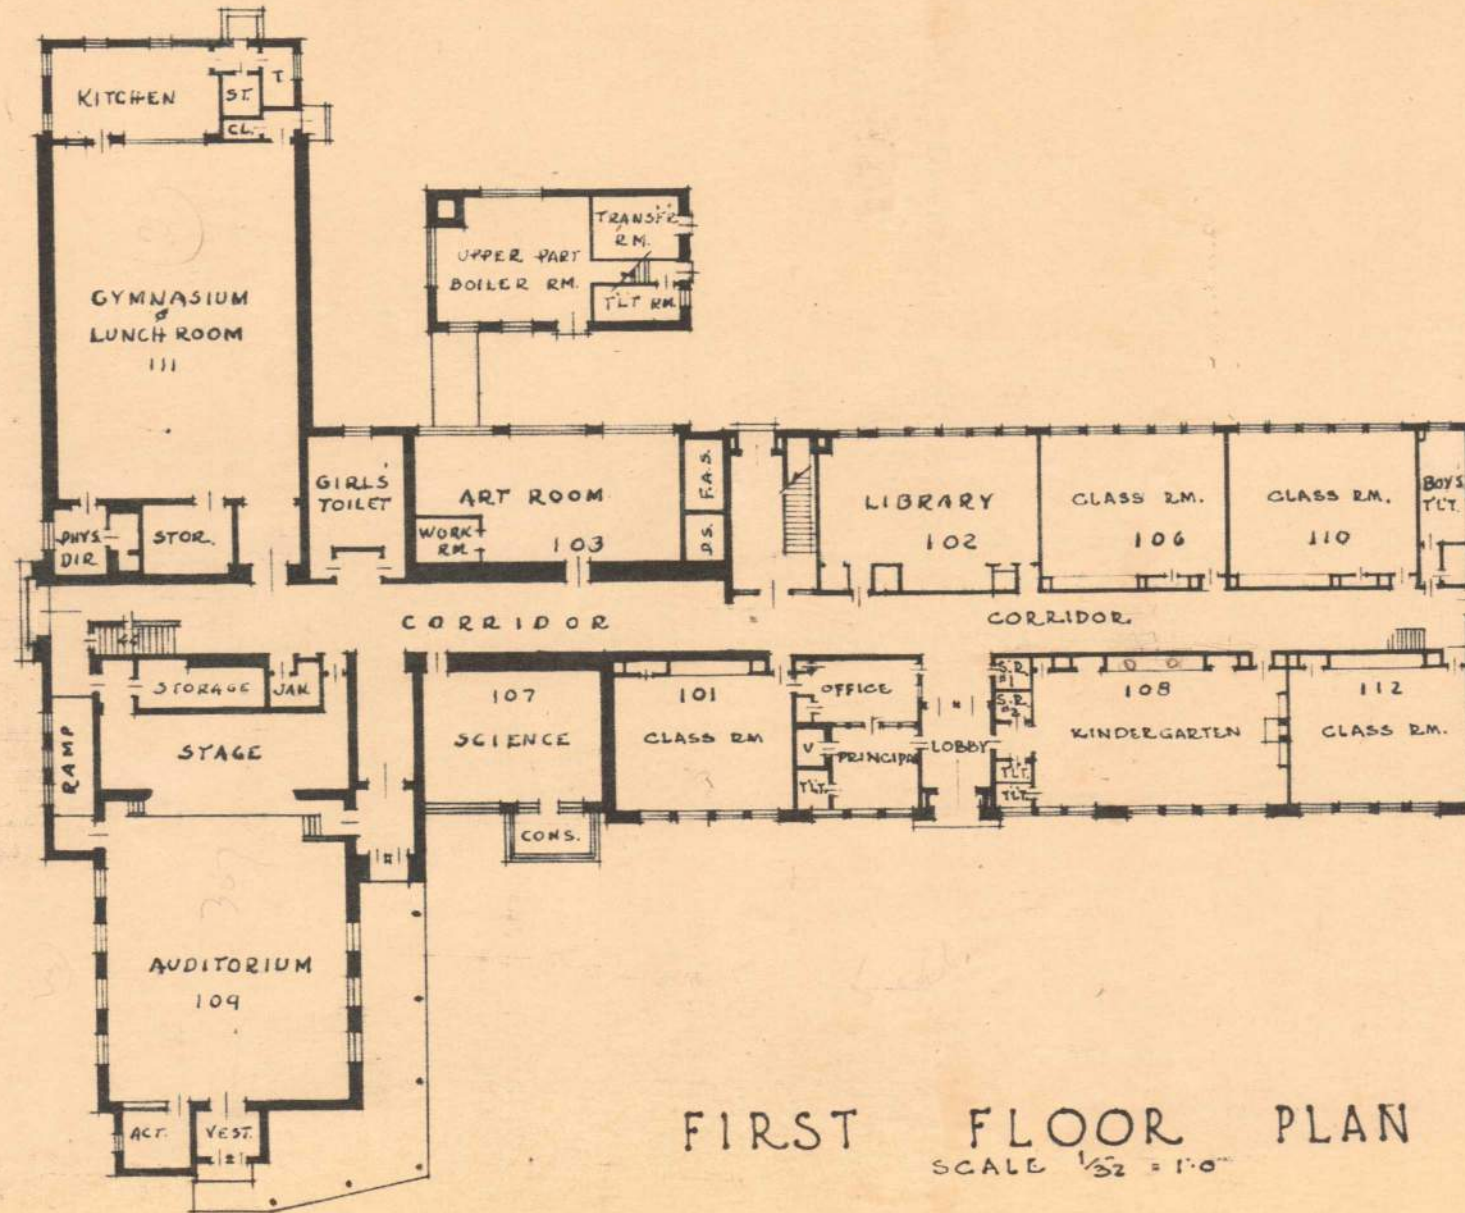 KITCHEN
ST.
T.
CL.
GYMNASIUM
&
LUNCH ROOM
111
UPPER PART
BOILER RM.
TRANSFR
RM.
TLT RM.
PHYS.
DIR
STOR.
GIRLS'
TOILET
ART ROOM
103
WORK
RM.
F.A.S.
D.S.
LIBRARY
102
CLASS RM.
106
CLASS RM.
110
BOYS
TLT.
CORRIDOR
CORRIDOR.
STORAGE
JAN.
RAMP
STAGE
107
SCIENCE
CONS.
101
CLASS RM
OFFICE
V
PRINCIPA
TLT.
LOBBY
S.R.
S.R.
TLT.
TLT.
108
KINDERGARTEN
112
CLASS RM.
AUDITORIUM
109
ACT.
VEST.
FIRST FLOOR PLAN
SCALE 1/32 = 1'-0"